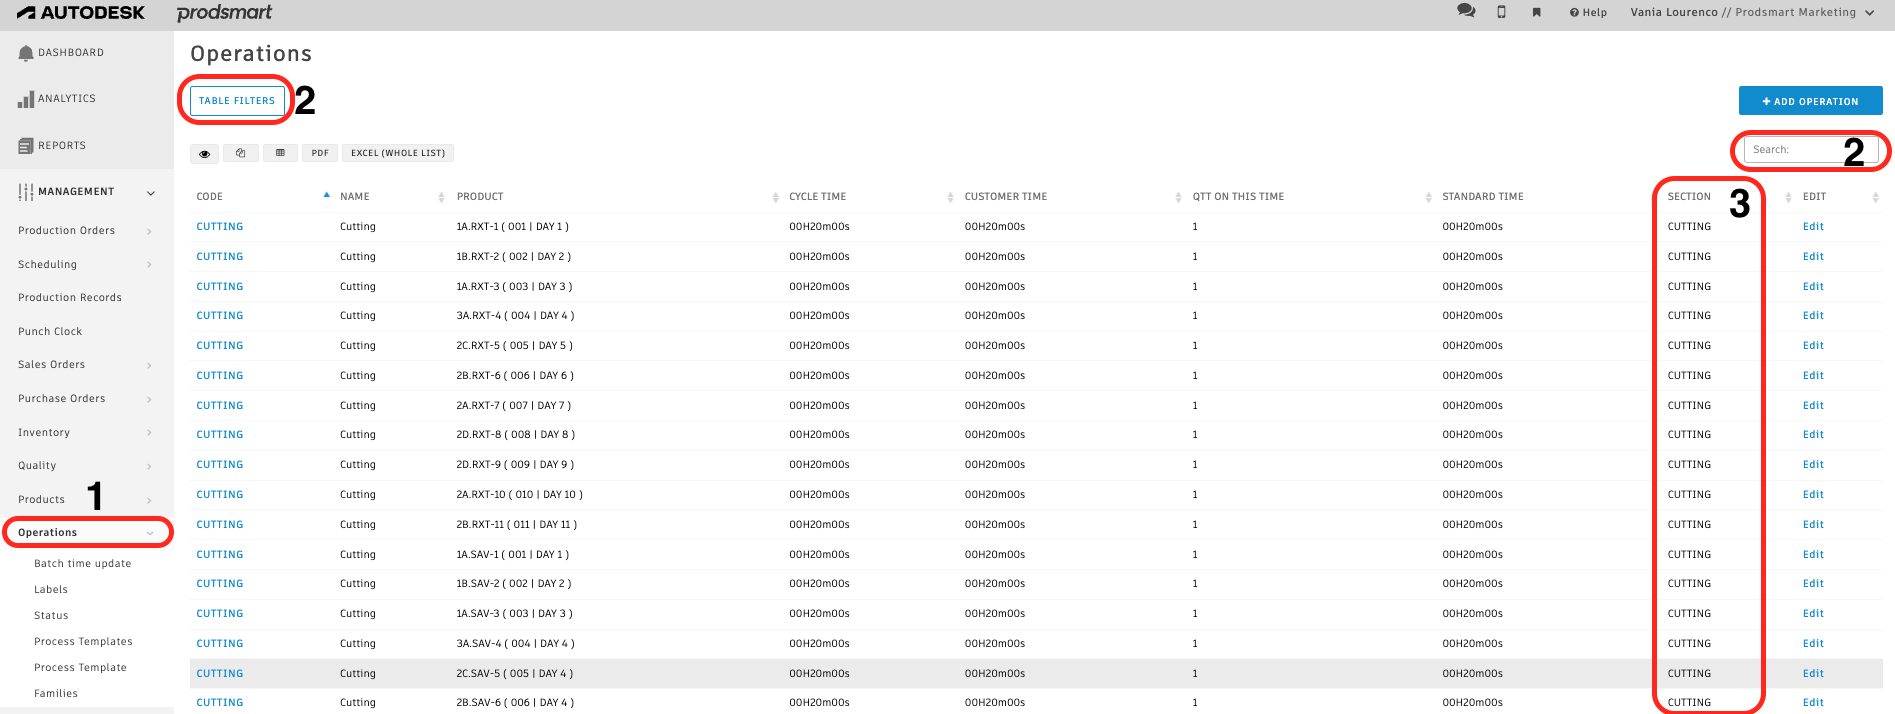 AUTODESK prodsmart Help Vania Lourenco // Prodsmart Marketing
DASHBOARD
ANALYTICS
REPORTS
MANAGEMENT
Production Orders
Scheduling
Production Records
Punch Clock
Sales Orders
Purchase Orders
Inventory
Quality
Products 1
Operations
Batch time update
Labels
Status
Process Templates
Process Template
Families
Operations
TABLE FILTERS 2
+ ADD OPERATION
PDF EXCEL (WHOLE LIST)
Search: 2
CODE NAME PRODUCT CYCLE TIME CUSTOMER TIME QTT ON THIS TIME STANDARD TIME SECTION 3 EDIT
CUTTING Cutting 1A.RXT-1 ( 001 | DAY 1 ) 00H20m00s 00H20m00s 1 00H20m00s CUTTING Edit
CUTTING Cutting 1B.RXT-2 ( 002 | DAY 2 ) 00H20m00s 00H20m00s 1 00H20m00s CUTTING Edit
CUTTING Cutting 1A.RXT-3 ( 003 | DAY 3 ) 00H20m00s 00H20m00s 1 00H20m00s CUTTING Edit
CUTTING Cutting 3A.RXT-4 ( 004 | DAY 4 ) 00H20m00s 00H20m00s 1 00H20m00s CUTTING Edit
CUTTING Cutting 2C.RXT-5 ( 005 | DAY 5 ) 00H20m00s 00H20m00s 1 00H20m00s CUTTING Edit
CUTTING Cutting 2B.RXT-6 ( 006 | DAY 6 ) 00H20m00s 00H20m00s 1 00H20m00s CUTTING Edit
CUTTING Cutting 2A.RXT-7 ( 007 | DAY 7 ) 00H20m00s 00H20m00s 1 00H20m00s CUTTING Edit
CUTTING Cutting 2D.RXT-8 ( 008 | DAY 8 ) 00H20m00s 00H20m00s 1 00H20m00s CUTTING Edit
CUTTING Cutting 2D.RXT-9 ( 009 | DAY 9 ) 00H20m00s 00H20m00s 1 00H20m00s CUTTING Edit
CUTTING Cutting 2A.RXT-10 ( 010 | DAY 10 ) 00H20m00s 00H20m00s 1 00H20m00s CUTTING Edit
CUTTING Cutting 2B.RXT-11 ( 011 | DAY 11 ) 00H20m00s 00H20m00s 1 00H20m00s CUTTING Edit
CUTTING Cutting 1A.SAV-1 ( 001 | DAY 1 ) 00H20m00s 00H20m00s 1 00H20m00s CUTTING Edit
CUTTING Cutting 1B.SAV-2 ( 002 | DAY 2 ) 00H20m00s 00H20m00s 1 00H20m00s CUTTING Edit
CUTTING Cutting 1A.SAV-3 ( 003 | DAY 3 ) 00H20m00s 00H20m00s 1 00H20m00s CUTTING Edit
CUTTING Cutting 3A.SAV-4 ( 004 | DAY 4 ) 00H20m00s 00H20m00s 1 00H20m00s CUTTING Edit
CUTTING Cutting 2C.SAV-5 ( 005 | DAY 4 ) 00H20m00s 00H20m00s 1 00H20m00s CUTTING Edit
CUTTING Cutting 2B.SAV-6 ( 006 | DAY 4 ) 00H20m00s 00H20m00s 1 00H20m00s CUTTING Edit